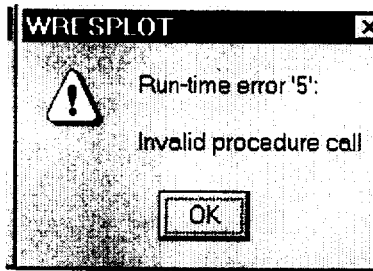 WRESPLOT
Run-time error '5':
Invalid procedure call
OK